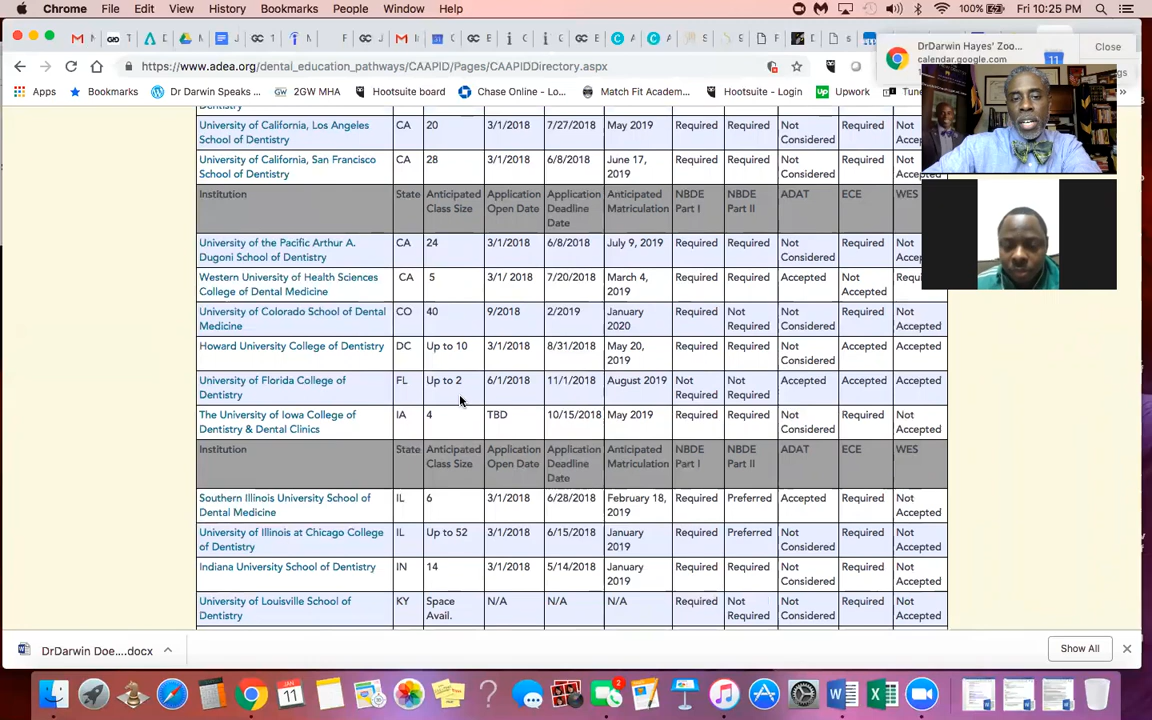 Chrome File Edit View History Bookmarks People Window Help 100% Fri 10:25 PM
DrDarwin Hayes' Zoo...
calendar.google.com
Close
11
https://www.adea.org/dental_education_pathways/CAAPID/Pages/CAAPIDDirectory.aspx
Apps Bookmarks Dr Darwin Speaks... 2GW MHA Hootsuite board Chase Online - Lo... Match Fit Academ... Hootsuite - Login Upwork
Dentistry
University of California, Los Angeles School of Dentistry CA 20 3/1/2018 7/27/2018 May 2019 Required Required Not Considered Required Not Accepted
University of California, San Francisco School of Dentistry CA 28 3/1/2018 6/8/2018 June 17, 2019 Required Required Not Considered Required Not Accepted
Institution State Anticipated Class Size Application Open Date Application Deadline Date Anticipated Matriculation NBDE Part I NBDE Part II ADAT ECE WES
University of the Pacific Arthur A. Dugoni School of Dentistry CA 24 3/1/2018 6/8/2018 July 9, 2019 Required Required Not Considered Required Not Accepted
Western University of Health Sciences College of Dental Medicine CA 5 3/1/ 2018 7/20/2018 March 4, 2019 Required Required Accepted Not Accepted
University of Colorado School of Dental Medicine CO 40 9/2018 2/2019 January 2020 Required Not Required Not Considered Required Not Accepted
Howard University College of Dentistry DC Up to 10 3/1/2018 8/31/2018 May 20, 2019 Required Required Not Considered Accepted Accepted
University of Florida College of Dentistry FL Up to 2 6/1/2018 11/1/2018 August 2019 Not Required Not Required Accepted Accepted Accepted
The University of Iowa College of Dentistry & Dental Clinics IA 4 TBD 10/15/2018 May 2019 Required Required Not Considered Required Not Accepted
Institution State Anticipated Class Size Application Open Date Application Deadline Date Anticipated Matriculation NBDE Part I NBDE Part II ADAT ECE WES
Southern Illinois University School of Dental Medicine IL 6 3/1/2018 6/28/2018 February 18, 2019 Required Preferred Accepted Required Not Accepted
University of Illinois at Chicago College of Dentistry IL Up to 52 3/1/2018 6/15/2018 January 2019 Required Preferred Not Considered Required Not Accepted
Indiana University School of Dentistry IN 14 3/1/2018 5/14/2018 January 2019 Required Required Not Considered Required Not Accepted
University of Louisville School of Dentistry KY Space Avail. N/A N/A N/A Required Not Required Not Considered Required Not Accepted
DrDarwin Doe....docx
Show All
JAN
11
2